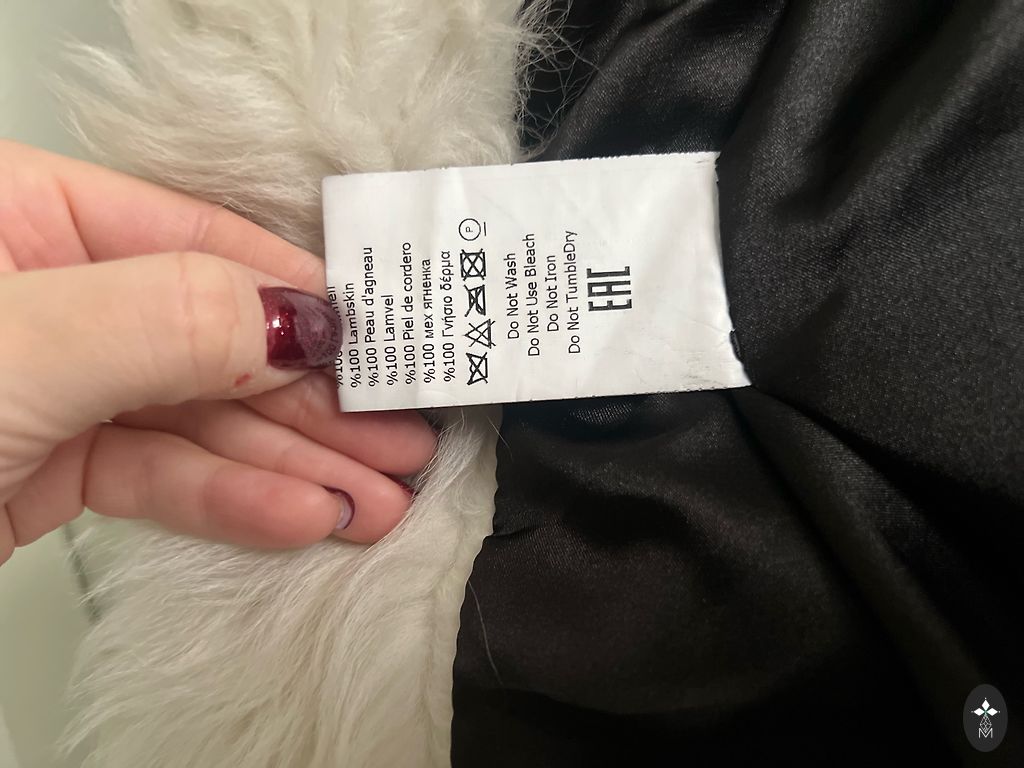 %100 Lambskin
%100 Peau d'agneau
%100 Lamvel
%100 Piel de cordero
%100 мех ягненка
%100 Γνήσιο δέρμα
P
Do Not Wash
Do Not Use Bleach
Do Not Iron
Do Not TumbleDry
EAC
M